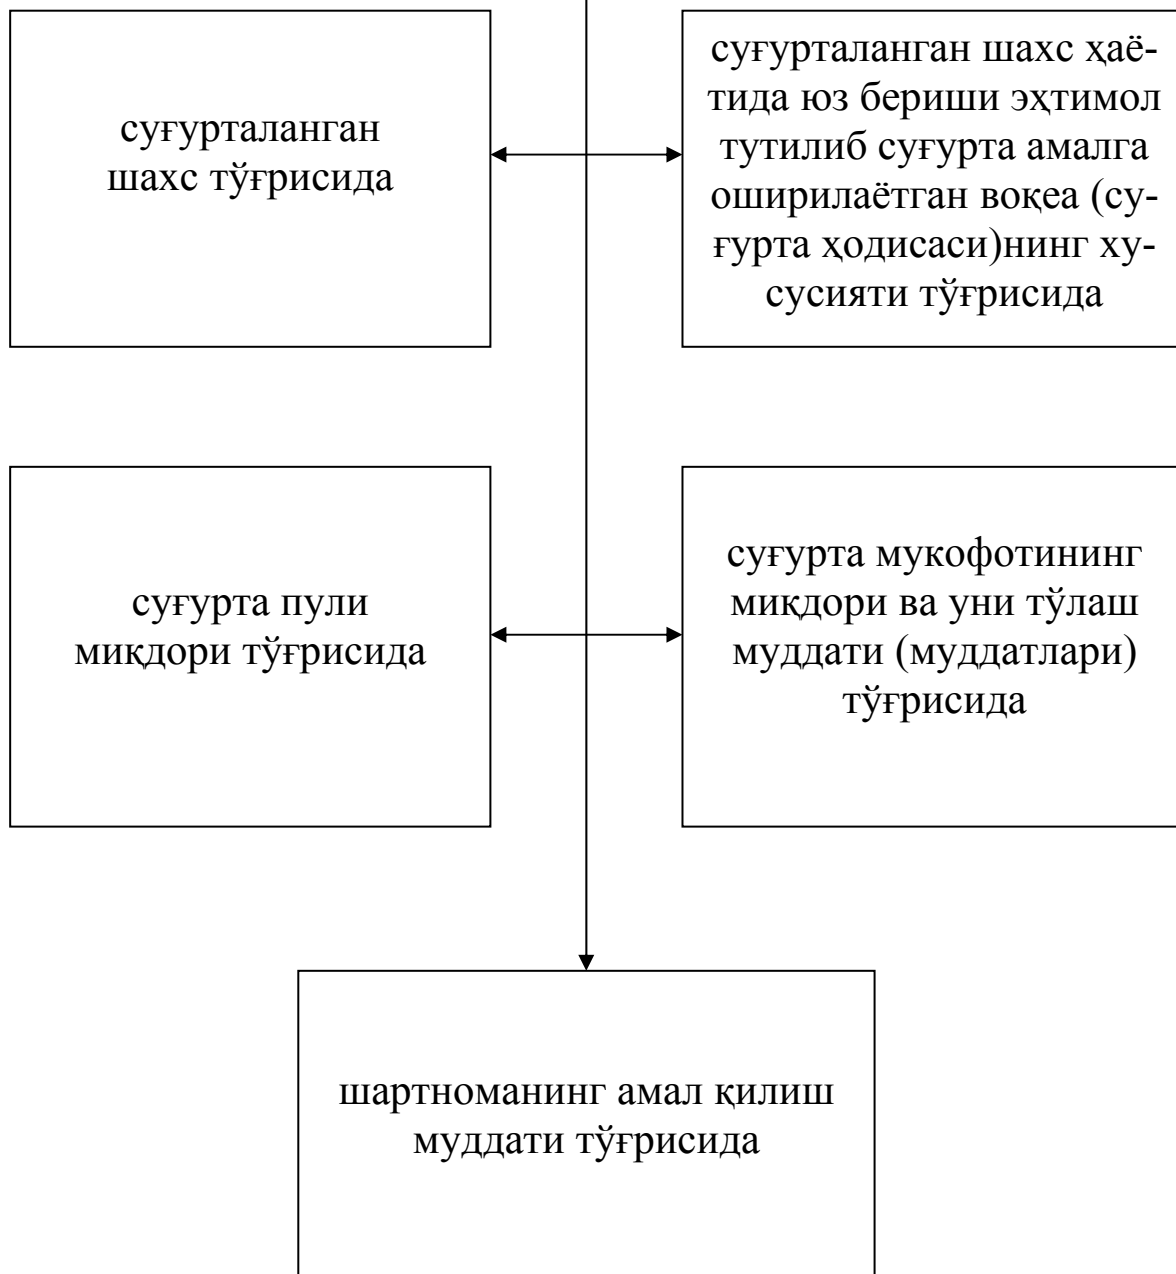 суғурталанган
шахс тўғрисида
суғурталанган шахс ҳаё-
тида юз бериши эҳтимол
тутилиб суғурта амалга
оширилаётган воқеа (су-
ғурта ҳодисаси)нинг ху-
сусияти тўғрисида
суғурта пули
миқдори тўғрисида
суғурта мукофотининг
миқдори ва уни тўлаш
муддати (муддатлари)
тўғрисида
шартноманинг амал қилиш
муддати тўғрисида